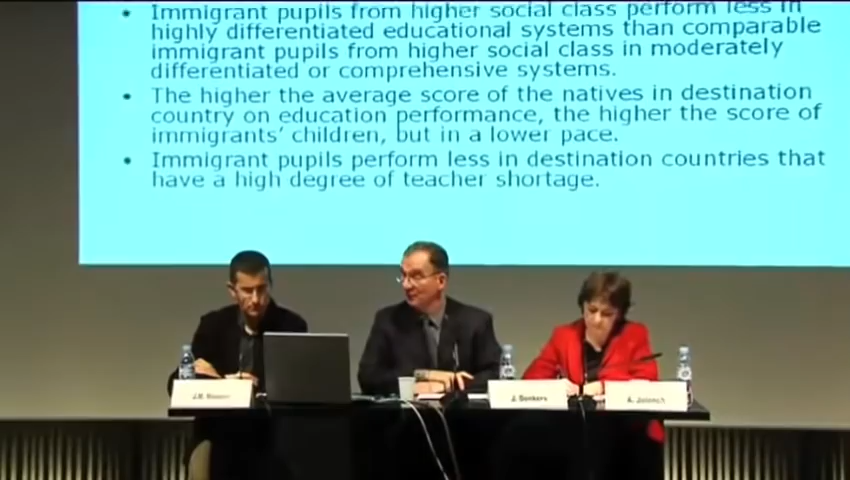 • Immigrant pupils from higher social class perform less in
highly differentiated educational systems than comparable
immigrant pupils from higher social class in moderately
differentiated or comprehensive systems.
• The higher the average score of the natives in destination
country on education performance, the higher the score of
immigrants' children, but in a lower pace.
• Immigrant pupils perform less in destination countries that
have a high degree of teacher shortage.
J. Donkers
A. Jolonch